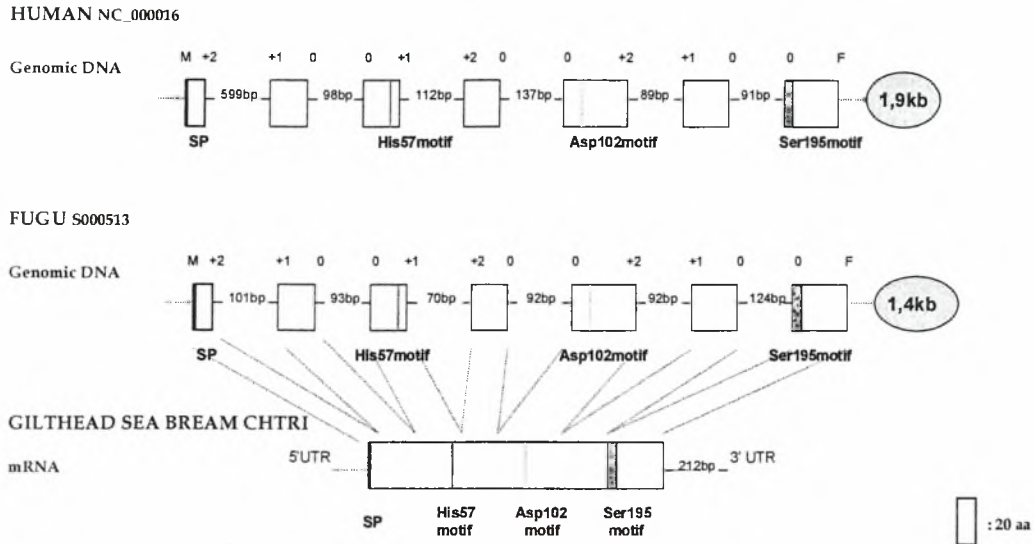 HUMAN NC_000016
M +2 +1 0 0 +1 +2 0 0 +2 +1 0 0 F
Genomic DNA
599bp 98bp 112bp 137bp 89bp 91bp 1,9kb
SP His57motif Asp102motif Ser195motif
FUGU S000513
M +2 +1 0 0 +1 +2 0 0 +2 +1 0 0 F
Genomic DNA
101bp 93bp 70bp 92bp 92bp 124bp 1,4kb
SP His57motif Asp102motif Ser195motif
GILTHEAD SEA BREAM CHTRI
5'UTR 212bp 3' UTR
mRNA
SP His57 Asp102 Ser195
motif motif motif
: 20 aa